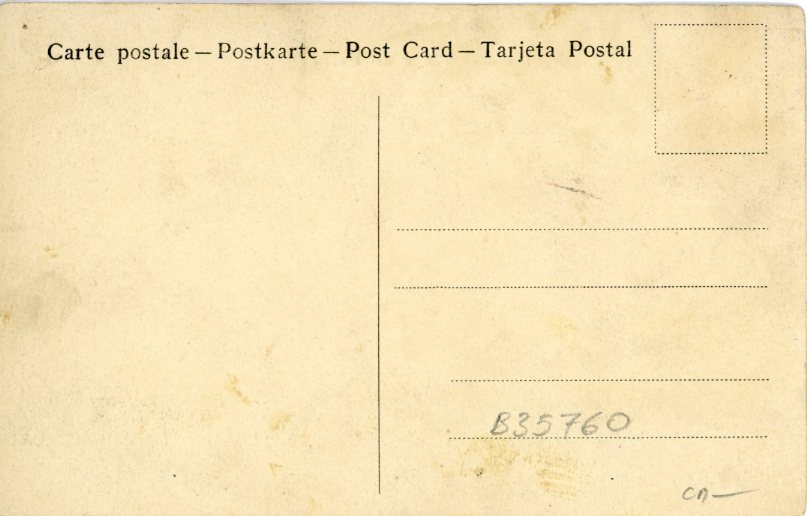 Carte postale — Postkarte — Post Card — Tarjeta Postal
B35760